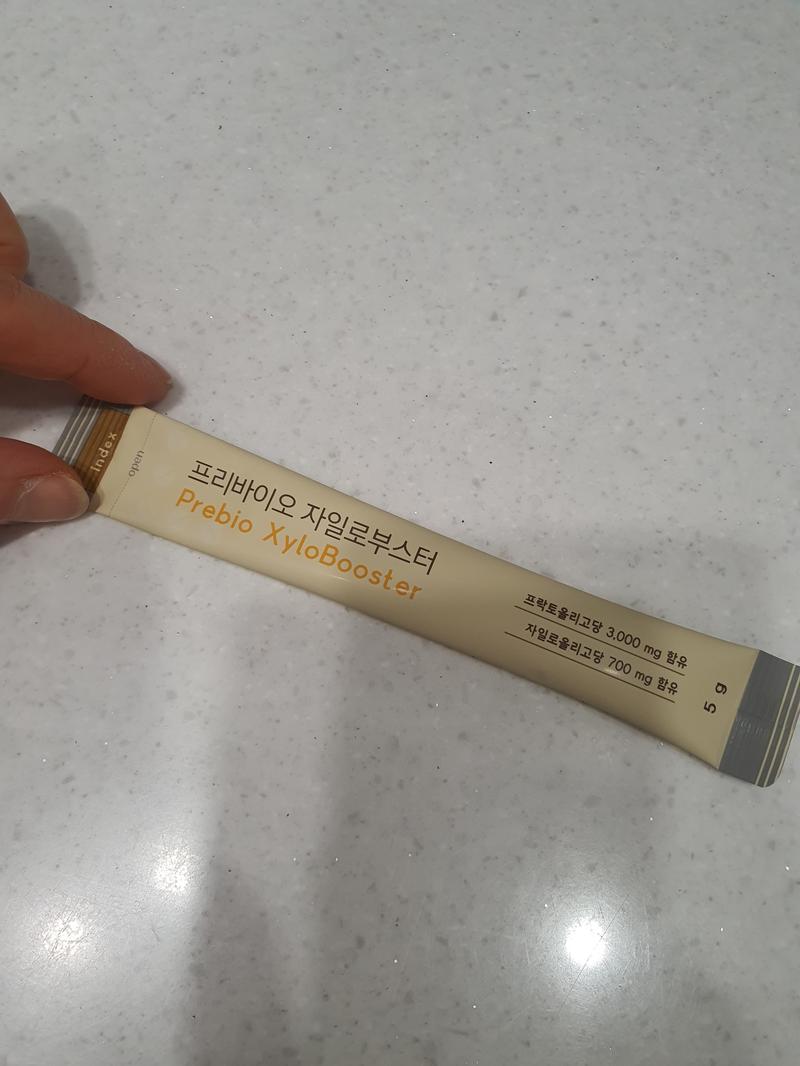 index
open
프리바이오 자일로부스터
Prebio XyloBooster
프락토올리고당 3,000 mg 함유
자일로올리고당 700 mg 함유
5 g